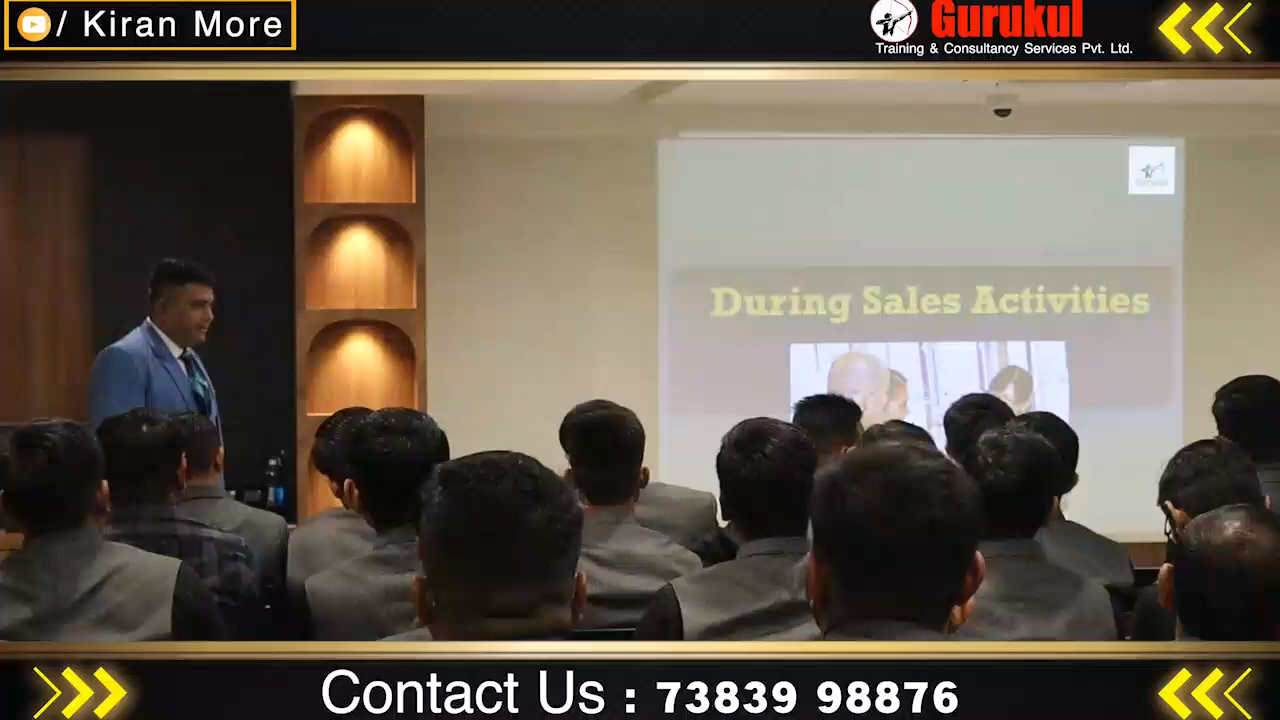 / Kiran More
Gurukul
Training & Consultancy Services Pvt. Ltd.
During Sales Activities
Contact Us : 73839 98876